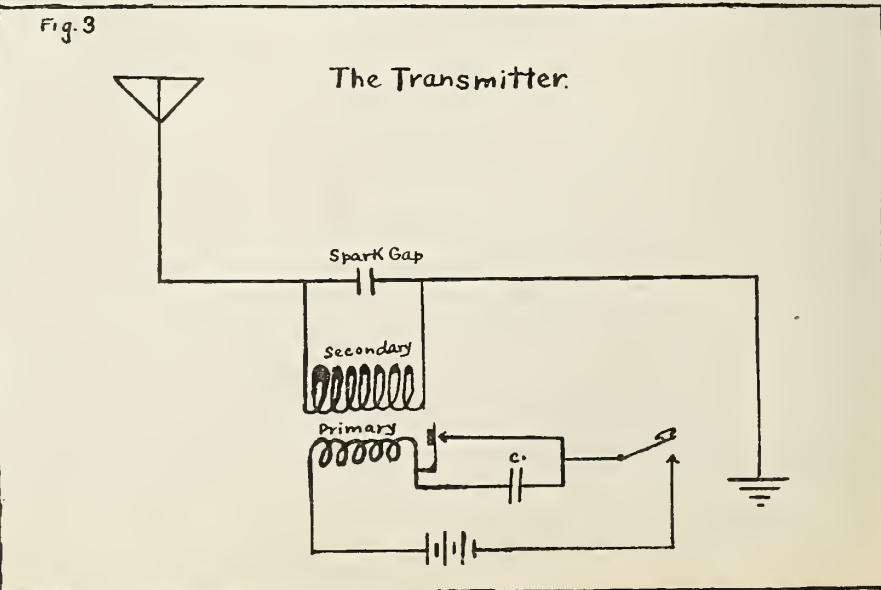 Fig. 3
The Transmitter.
Spark Gap
Secondary
Primary
c.